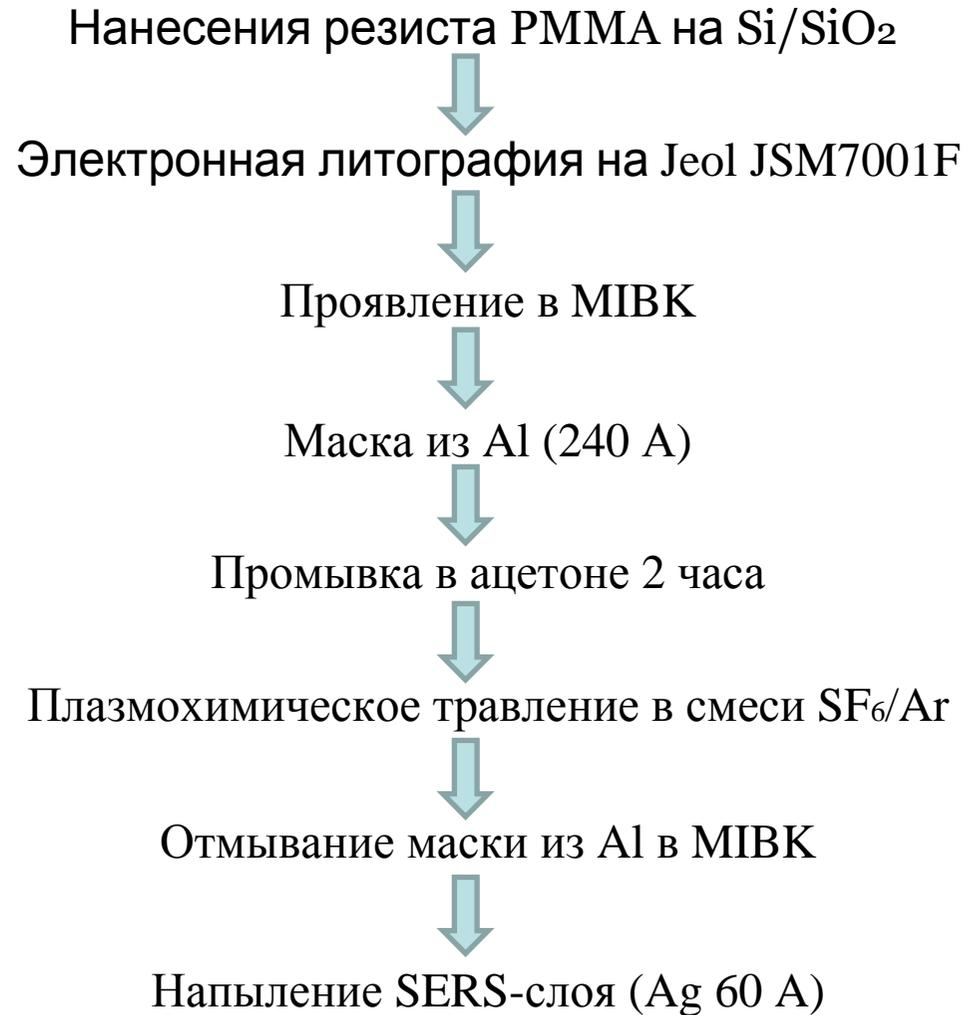 Нанесения резиста PMMA на Si/SiO₂
Электронная литография на Jeol JSM7001F
Проявление в MIBK
Маска из Al (240 A)
Промывка в ацетоне 2 часа
Плазмохимическое травление в смеси SF₆/Ar
Отмывание маски из Al в MIBK
Напыление SERS-слоя (Ag 60 A)